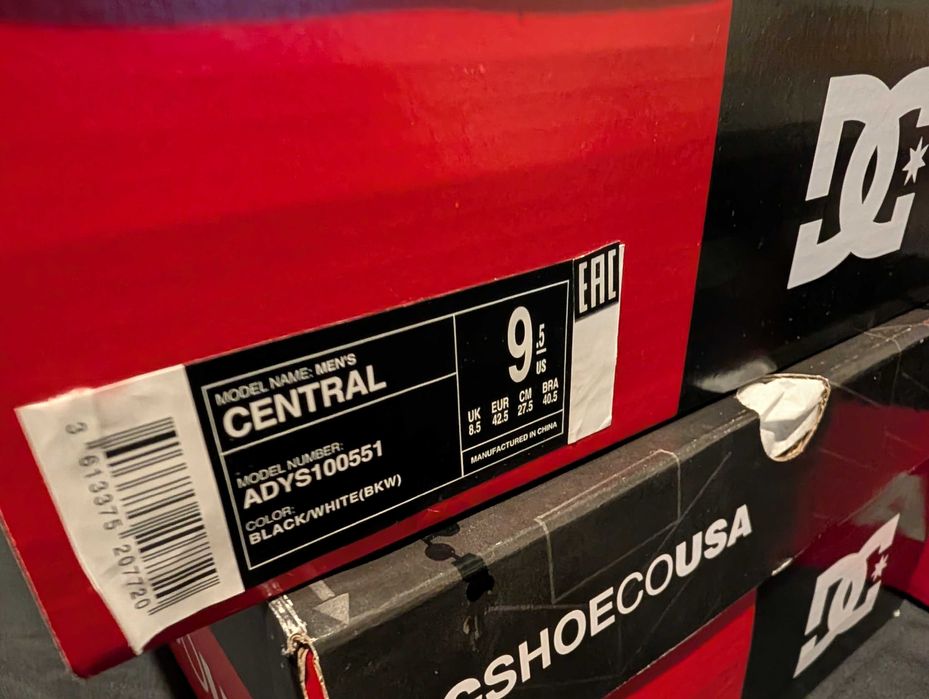 DC
EAC
MODEL NAME: MEN'S
CENTRAL
9.5
US
UK EUR CM BRA
8.5 42.5 27.5 40.5
MODEL NUMBER:
ADYS100551
COLOR:
BLACK/WHITE(BKW)
MANUFACTURED IN CHINA
3 613375 207720
CSHOECOUSA
DC